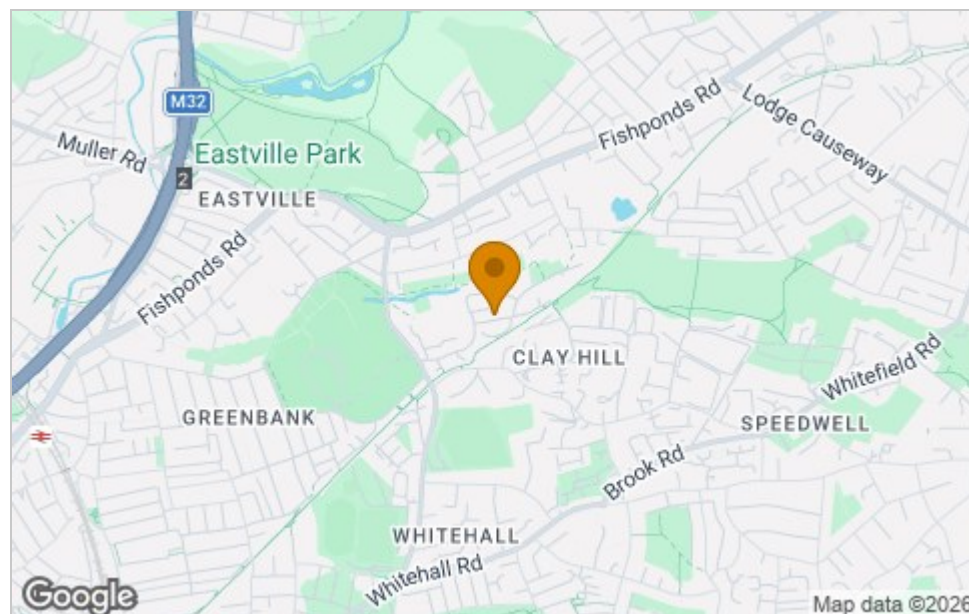 Fishponds Rd
Lodge Causeway
M32
Muller Rd
Eastville Park
2
EASTVILLE
Fishponds Rd
CLAY HILL
Whitefield Rd
GREENBANK
SPEEDWELL
Brook Rd
WHITEHALL
Whitehall Rd
Google
Map data ©2026